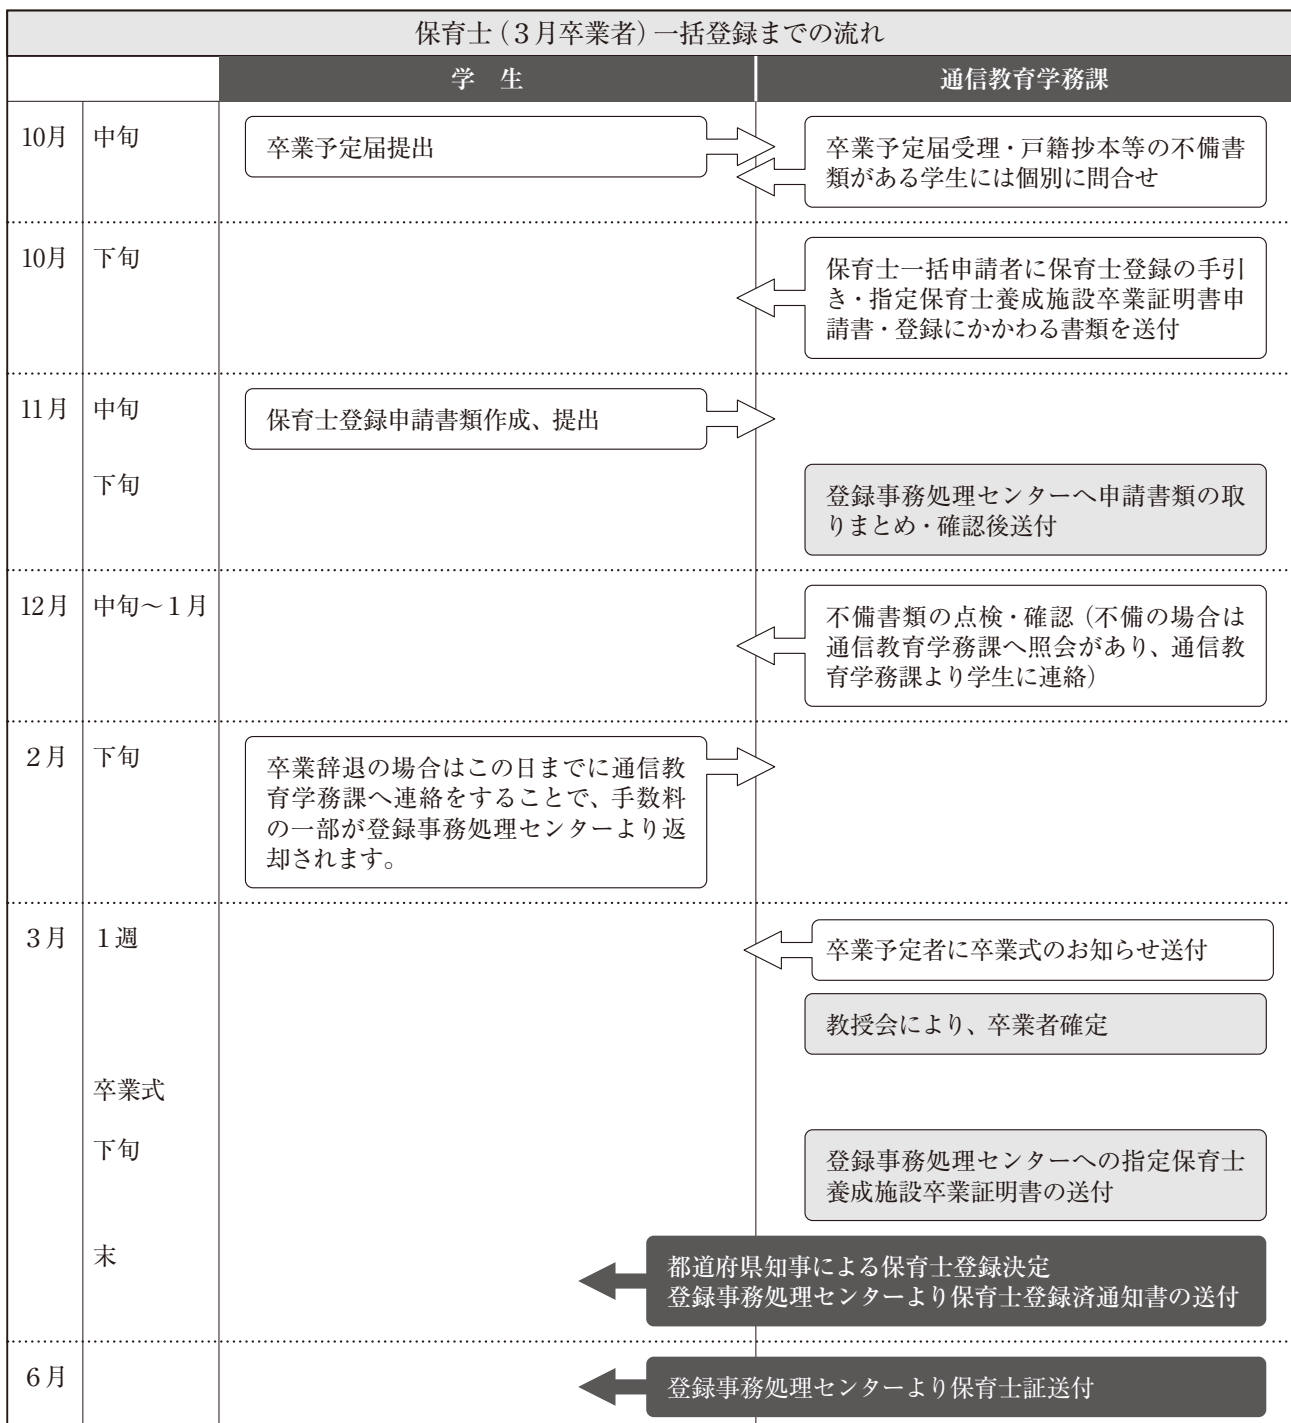 保育士（３月卒業者）一括登録までの流れ
学　生
通信教育学務課
10月
中旬
卒業予定届提出
卒業予定届受理・戸籍抄本等の不備書
類がある学生には個別に問合せ
10月
下旬
保育士一括申請者に保育士登録の手引
き・指定保育士養成施設卒業証明書申
請書・登録にかかわる書類を送付
11月
中旬
保育士登録申請書類作成、提出
下旬
登録事務処理センターへ申請書類の取
りまとめ・確認後送付
12月
中旬～１月
不備書類の点検・確認（不備の場合は
通信教育学務課へ照会があり、通信教
育学務課より学生に連絡）
２月
下旬
卒業辞退の場合はこの日までに通信教
育学務課へ連絡をすることで、手数料
の一部が登録事務処理センターより返
却されます。
３月
１週
卒業予定者に卒業式のお知らせ送付
教授会により、卒業者確定
卒業式
下旬
登録事務処理センターへの指定保育士
養成施設卒業証明書の送付
末
都道府県知事による保育士登録決定
登録事務処理センターより保育士登録済通知書の送付
６月
登録事務処理センターより保育士証送付